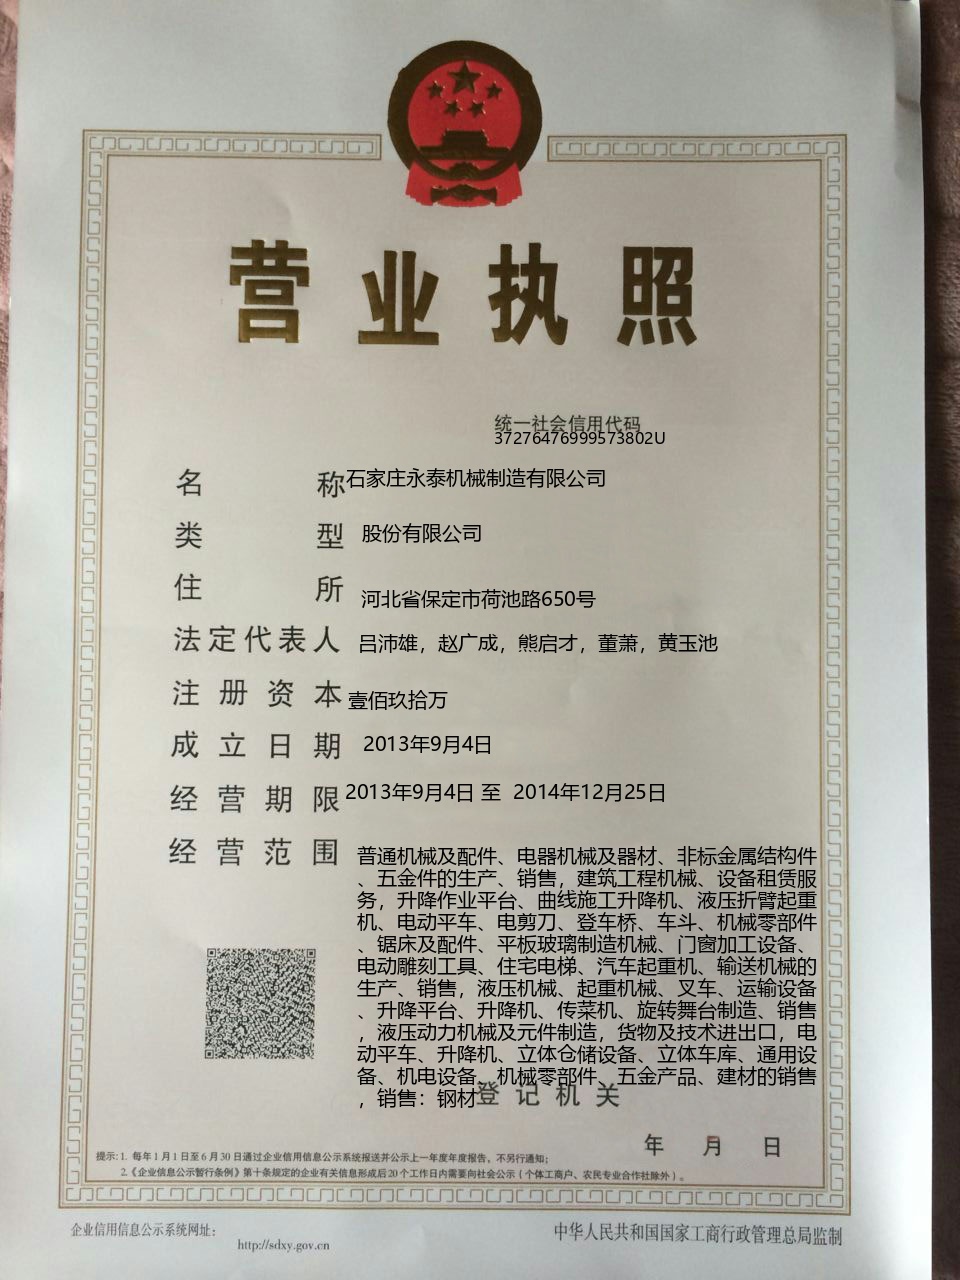 营业执照
统一社会信用代码
37276476999573802U
名称 石家庄永泰机械制造有限公司
类型 股份有限公司
住所 河北省保定市荷池路650号
法定代表人 吕沛雄，赵广成，熊启才，董萧，黄玉池
注册资本 壹佰玖拾万
成立日期 2013年9月4日
经营期限 2013年9月4日 至 2014年12月25日
经营范围 普通机械及配件、电器机械及器材、非标金属结构件
、五金件的生产、销售，建筑工程机械、设备租赁服
务，升降作业平台、曲线施工升降机、液压折臂起重
机、电动平车、电剪刀、登车桥、车斗、机械零部件
、锯床及配件、平板玻璃制造机械、门窗加工设备、
电动雕刻工具、住宅电梯、汽车起重机、输送机械的
生产、销售，液压机械、起重机械、叉车、运输设备
、升降平台、升降机、传菜机、旋转舞台制造、销售
，液压动力机械及元件制造，货物及技术进出口，电
动平车、升降机、立体仓储设备、立体车库、通用设
备、机电设备、机械零部件、五金产品、建材的销售
，销售：钢材
登记机关
年 月 日
提示：1. 每年1月1日至6月30日通过企业信用信息公示系统报送并公示上一年度年度报告，不另行通知；
2.《企业信息公示暂行条例》第十条规定的企业有关信息形成后20个工作日内需要向社会公示（个体工商户、农民专业合作社除外）。
企业信用信息公示系统网址：
http://sdxy.gov.cn
中华人民共和国国家工商行政管理总局监制